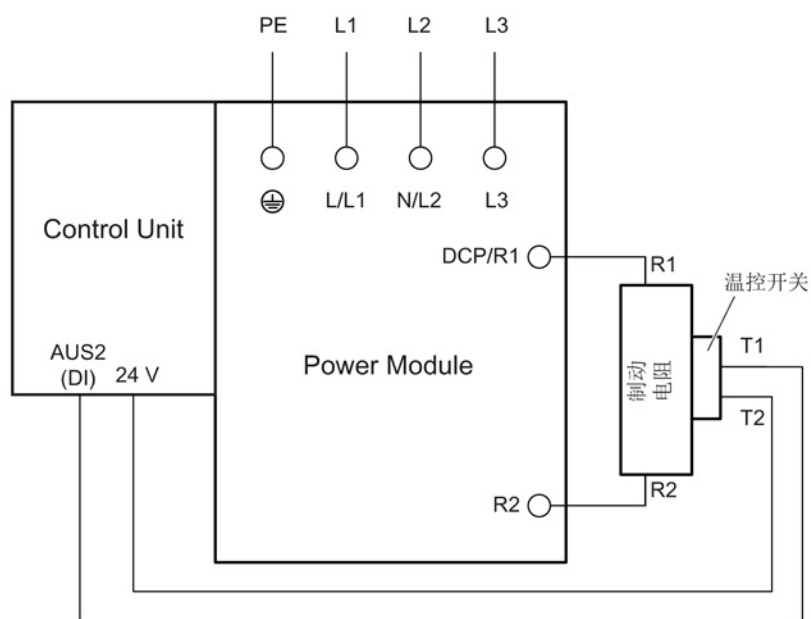 PE L1 L2 L3
L/L1 N/L2 L3
Control Unit
DCP/R1
R1
温控开关
AUS2
(DI) 24 V
Power Module
制动
电阻
T1
T2
R2
R2